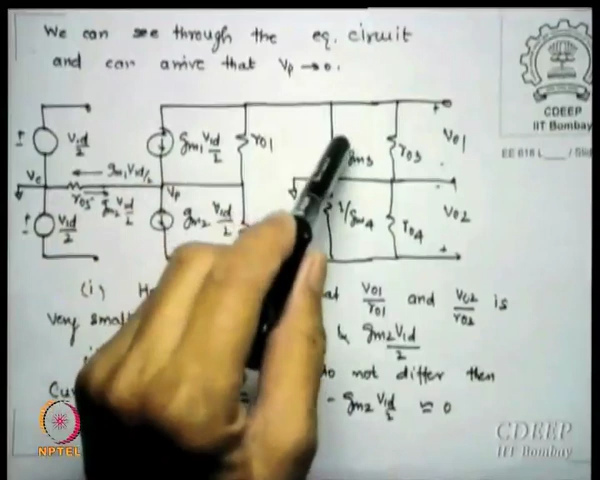 We can see through the eq. circuit
and can arrive that Vp → 0.
CDEEP
IIT Bombay
EE 618 L
+
Vid/2
gm1 Vid/2
ro1
gm3
ro3
+
Vo1
-
Vc
gm1 Vid/2
ro5
gm2 Vid/2
Vp
+
Vid/2
gm2 Vid/2
1/gm4
ro4
Vo2
+
(i)
at Vo1/ro1 and Vo2/ro2 is
very small
& gm2 Vid/2
do not differ then
- gm2 Vid/2 ≃ 0
NPTEL
CDEEP
IIT Bombay